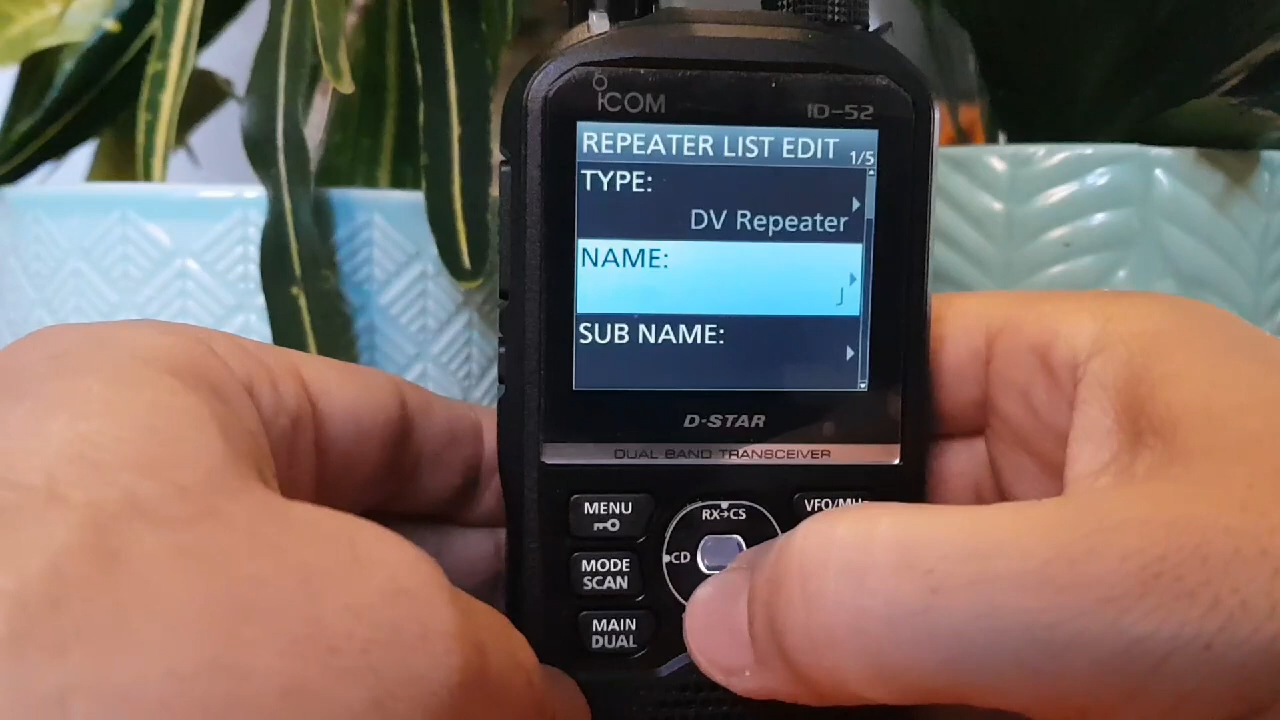 ICOM ID-52
REPEATER LIST EDIT 1/5
TYPE:
DV Repeater
NAME:
J
SUB NAME:
D-STAR
DUAL BAND TRANSCEIVER
MENU
RX→CS
CD
MODE
SCAN
MAIN
DUAL